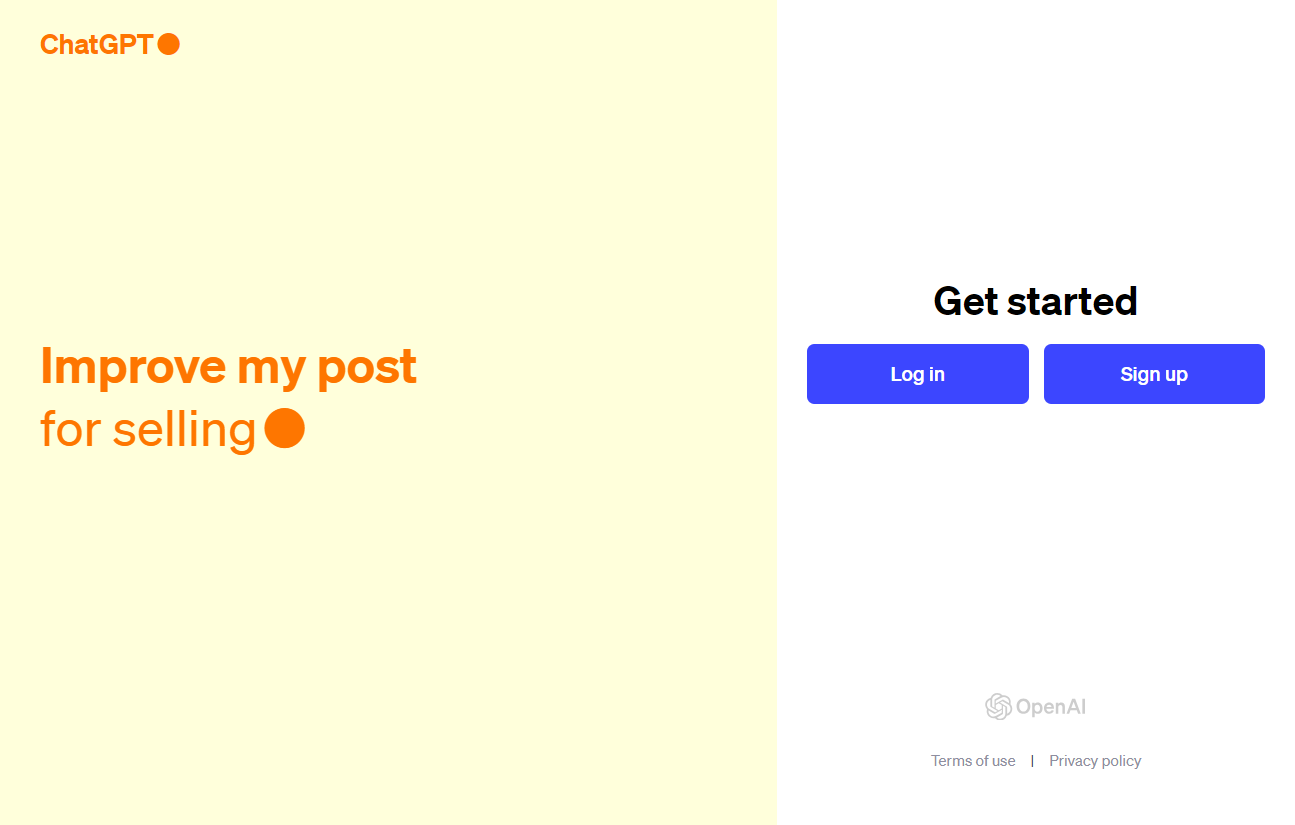 ChatGPT
Improve my post
for selling
Get started
Log in
Sign up
OpenAI
Terms of use | Privacy policy